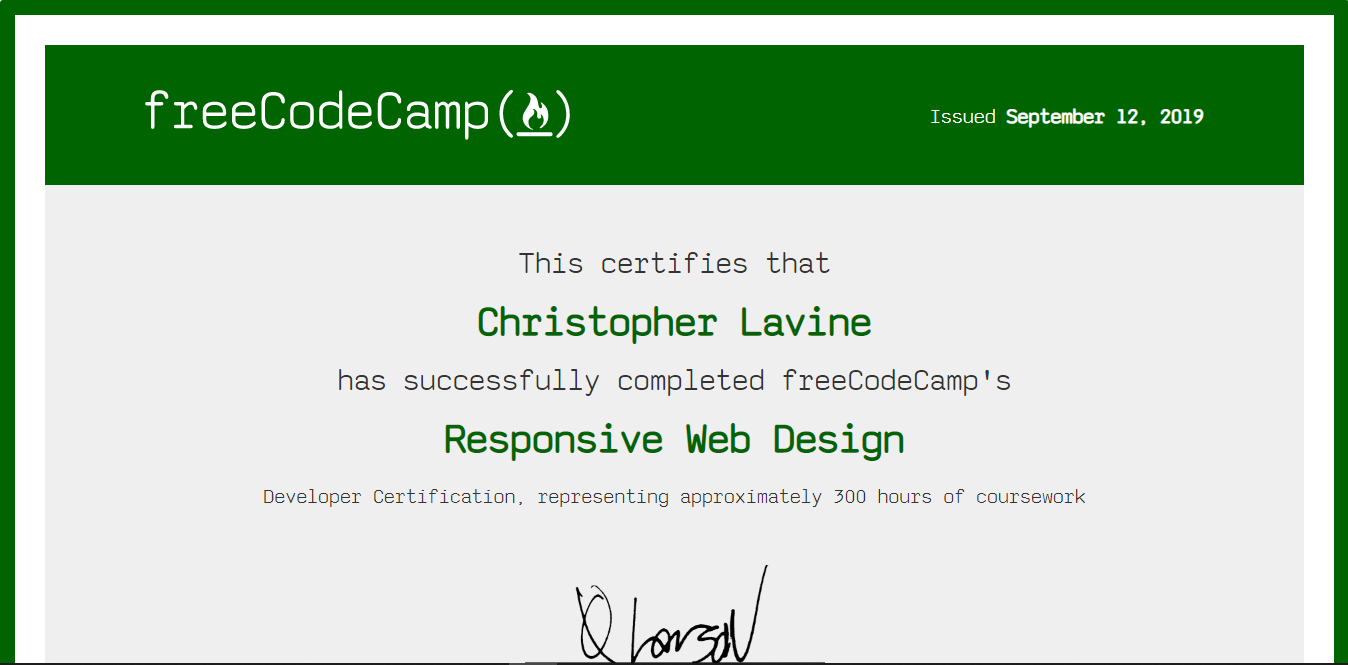 freeCodeCamp(🔥)
Issued September 12, 2019
This certifies that
Christopher Lavine
has successfully completed freeCodeCamp's
Responsive Web Design
Developer Certification, representing approximately 300 hours of coursework